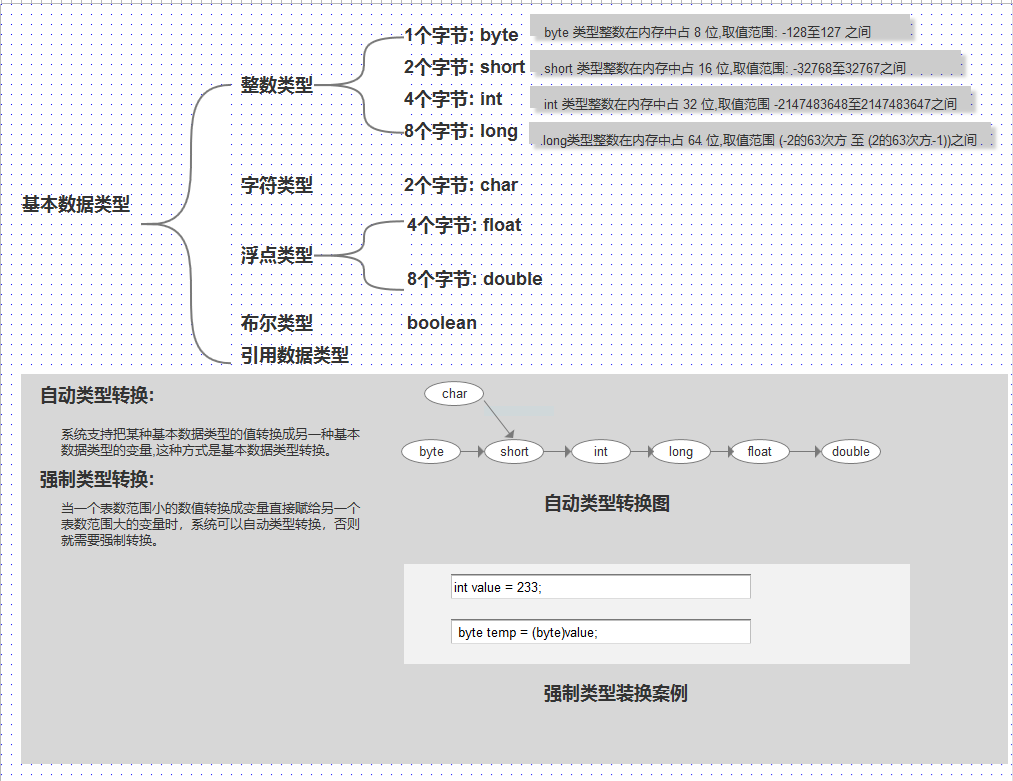 基本数据类型
整数类型
1个字节: byte
byte 类型整数在内存中占 8 位,取值范围: -128至127 之间
2个字节: short
short 类型整数在内存中占 16 位,取值范围: -32768至32767之间
4个字节: int
int 类型整数在内存中占 32 位,取值范围 -2147483648至2147483647之间
8个字节: long
long类型整数在内存中占 64 位,取值范围 (-2的63次方 至 (2的63次方-1))之间
字符类型
2个字节: char
浮点类型
4个字节: float
8个字节: double
布尔类型
boolean
引用数据类型
自动类型转换:
系统支持把某种基本数据类型的值转换成另一种基本
数据类型的变量,这种方式是基本数据类型转换。
强制类型转换:
当一个表数范围小的数值转换成变量直接赋给另一个
表数范围大的变量时，系统可以自动类型转换，否则
就需要强制转换。
char
byte
short
int
long
float
double
自动类型转换图
int value = 233;
byte temp = (byte)value;
强制类型装换案例